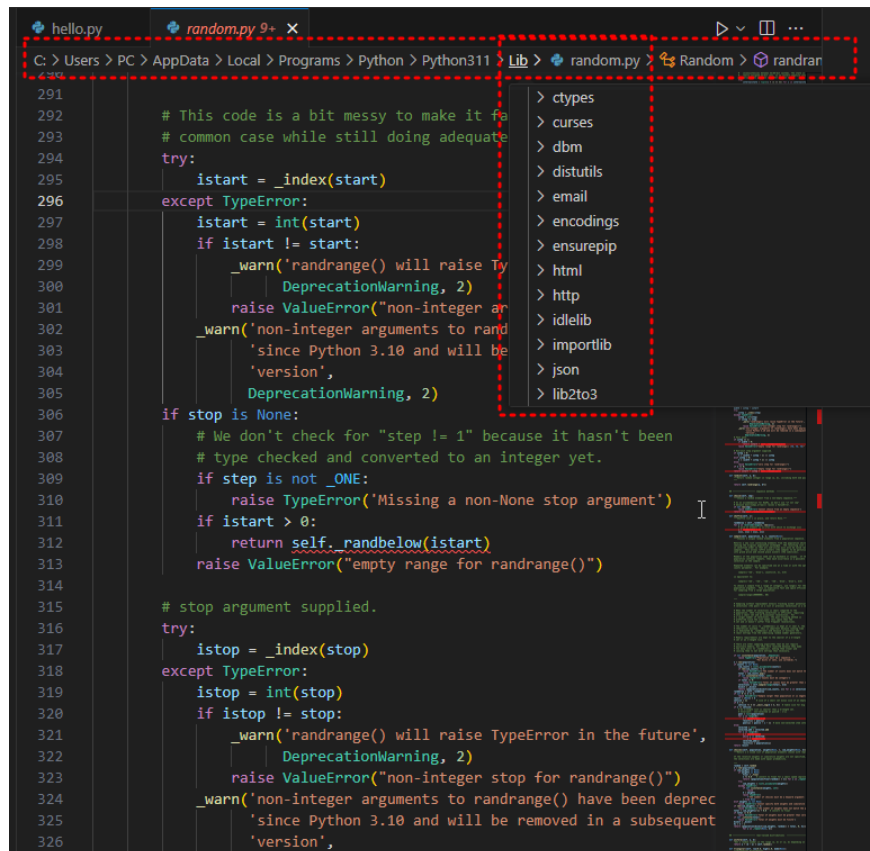 hello.py
random.py 9+
C: > Users > PC > AppData > Local > Programs > Python > Python311 > Lib > random.py > Random > randran
290
291
292 # This code is a bit messy to make it fa
293 # common case while still doing adequate
294 try:
295 istart = _index(start)
296 except TypeError:
297 istart = int(start)
298 if istart != start:
299 _warn('randrange() will raise Ty
300 DeprecationWarning, 2)
301 raise ValueError("non-integer ar
302 _warn('non-integer arguments to rand
303 'since Python 3.10 and will be
304 'version',
305 DeprecationWarning, 2)
306 if stop is None:
307 # We don't check for "step != 1" because it hasn't been
308 # type checked and converted to an integer yet.
309 if step is not _ONE:
310 raise TypeError('Missing a non-None stop argument')
311 if istart > 0:
312 return self._randbelow(istart)
313 raise ValueError("empty range for randrange()")
314
315 # stop argument supplied.
316 try:
317 istop = _index(stop)
318 except TypeError:
319 istop = int(stop)
320 if istop != stop:
321 _warn('randrange() will raise TypeError in the future',
322 DeprecationWarning, 2)
323 raise ValueError("non-integer stop for randrange()")
324 _warn('non-integer arguments to randrange() have been deprec
325 'since Python 3.10 and will be removed in a subsequent
326 'version',
> ctypes
> curses
> dbm
> distutils
> email
> encodings
> ensurepip
> html
> http
> idlelib
> importlib
> json
> lib2to3